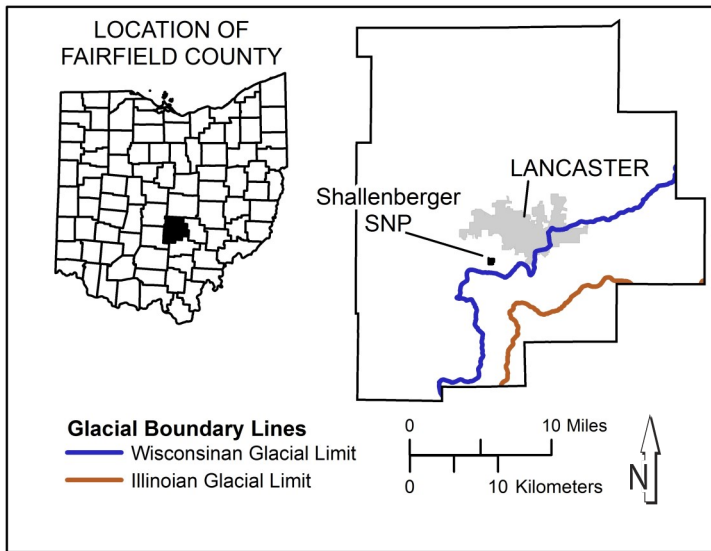 LOCATION OF
FAIRFIELD COUNTY
LANCASTER
Shallenberger
SNP
Glacial Boundary Lines
Wisconsinan Glacial Limit
Illinoian Glacial Limit
0 10 Miles
0 10 Kilometers
N